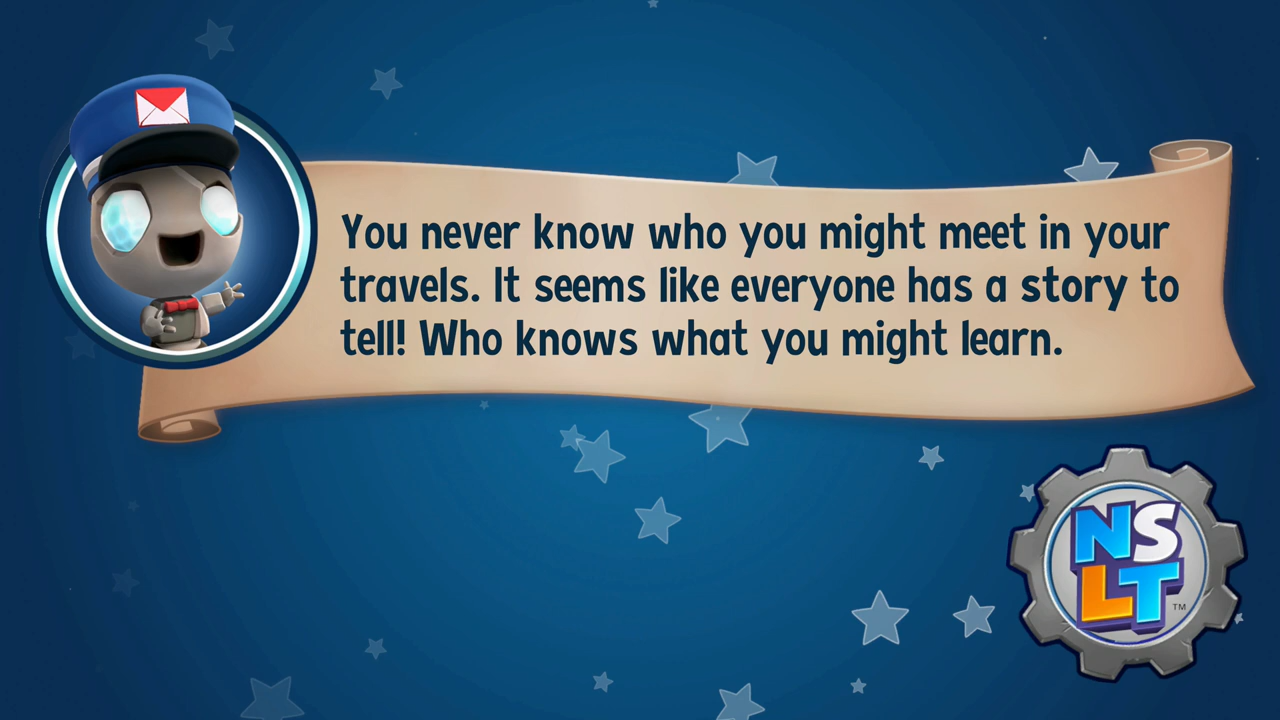 You never know who you might meet in your
travels. It seems like everyone has a story to
tell! Who knows what you might learn.
NS
LT
TM